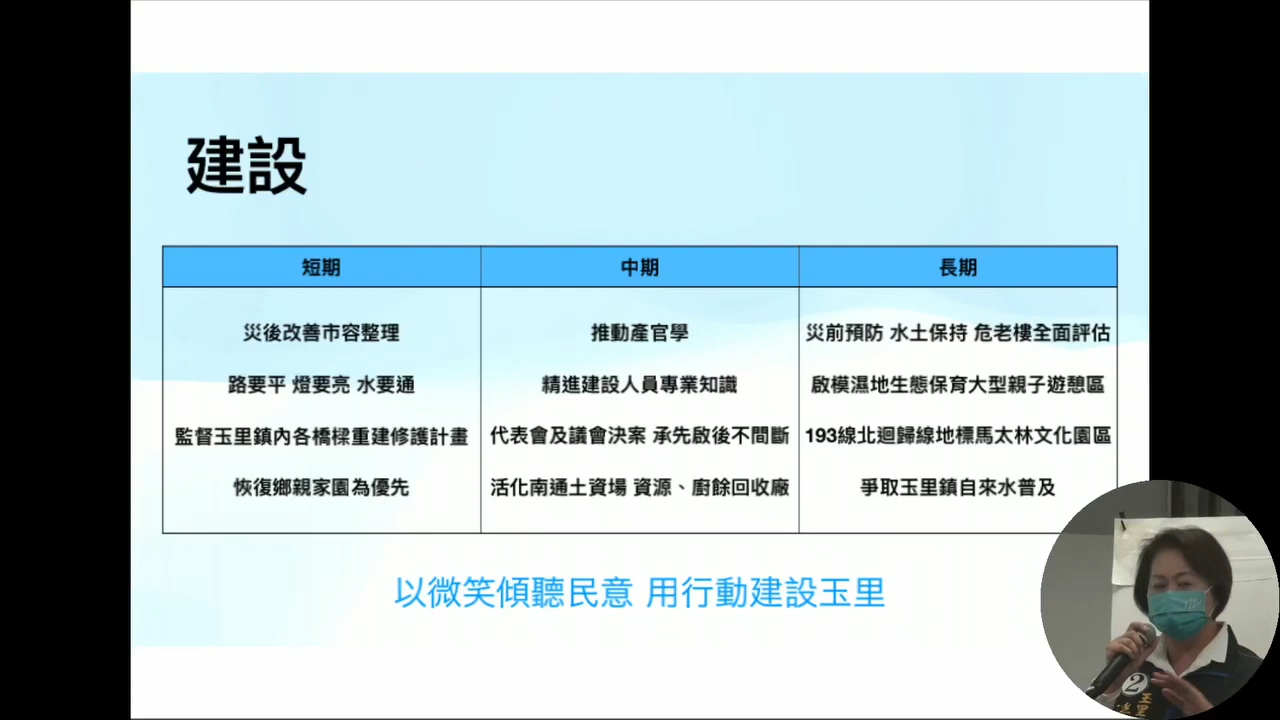 建設
短期 中期 長期
災後改善市容整理 推動產官學 災前預防 水土保持 危老樓全面評估
路要平 燈要亮 水要通 精進建設人員專業知識 啟模濕地生態保育大型親子遊憩區
監督玉里鎮內各橋樑重建修護計畫 代表會及議會決案 承先啟後不間斷 193線北迴歸線地標馬太林文化園區
恢復鄉親家園為優先 活化南通土資場 資源、廚餘回收廠 爭取玉里鎮自來水普及
以微笑傾聽民意 用行動建設玉里
2
玉里